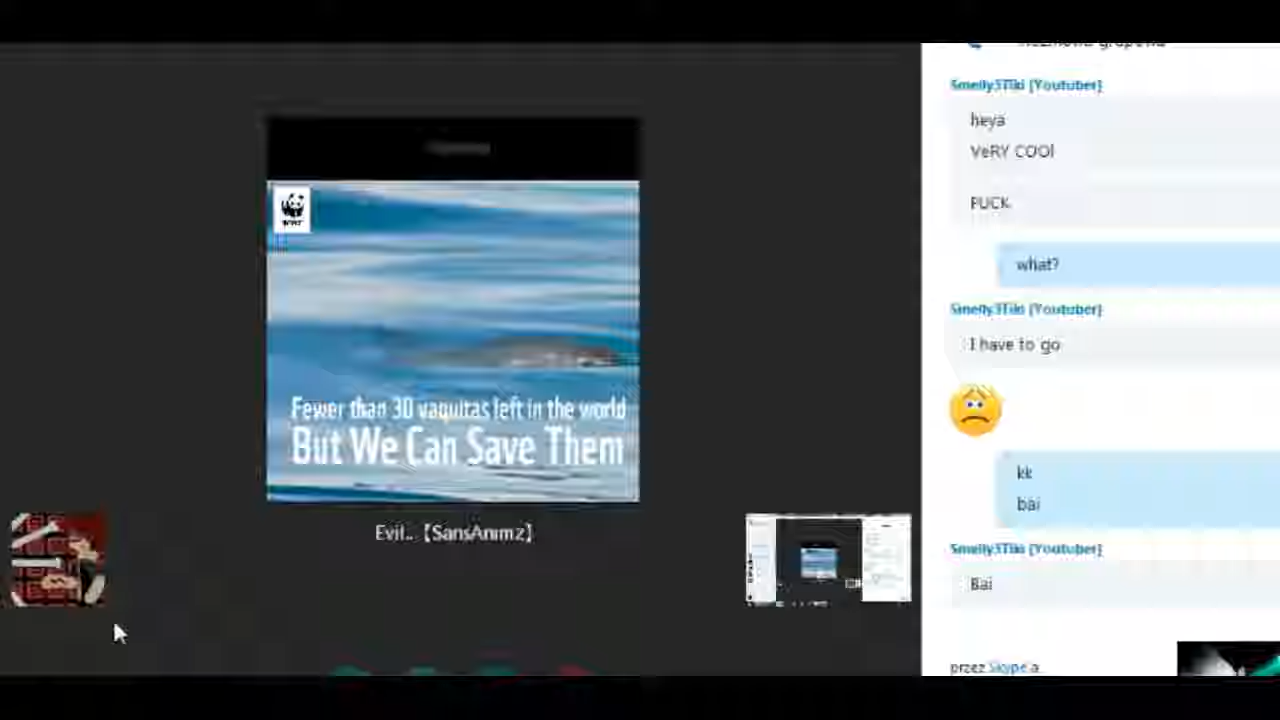 Fewer than 30 vaquitas left in the world
But We Can Save Them
Evil..【SansAnimz】
Smelly3Tiki [Youtuber]
heya
VeRY COOl
PUCK
what?
Smelly3Tiki [Youtuber]
I have to go
kk
bai
Smelly3Tiki [Youtuber]
Bai
przez Skype a